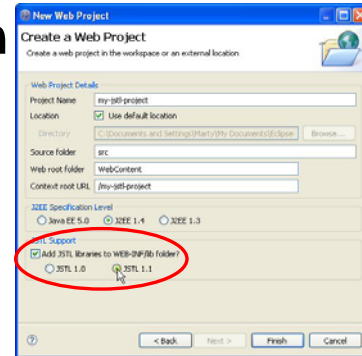 n
New Web Project
Create a Web Project
Create a web project in the workspace or an external location
Web Project Details
Project Name my-jstl-project
Location Use default location
Directory C:\Documents and Settings\Marty\My Documents\Eclipse- Browse...
Source folder src
Web root folder WebContent
Context root URL /my-jstl-project
J2EE Specification Level
Java EE 5.0 J2EE 1.4 J2EE 1.3
JSTL Support
Add JSTL libraries to WEB-INF/lib folder?
JSTL 1.0 JSTL 1.1
? < Back Next > Finish Cancel